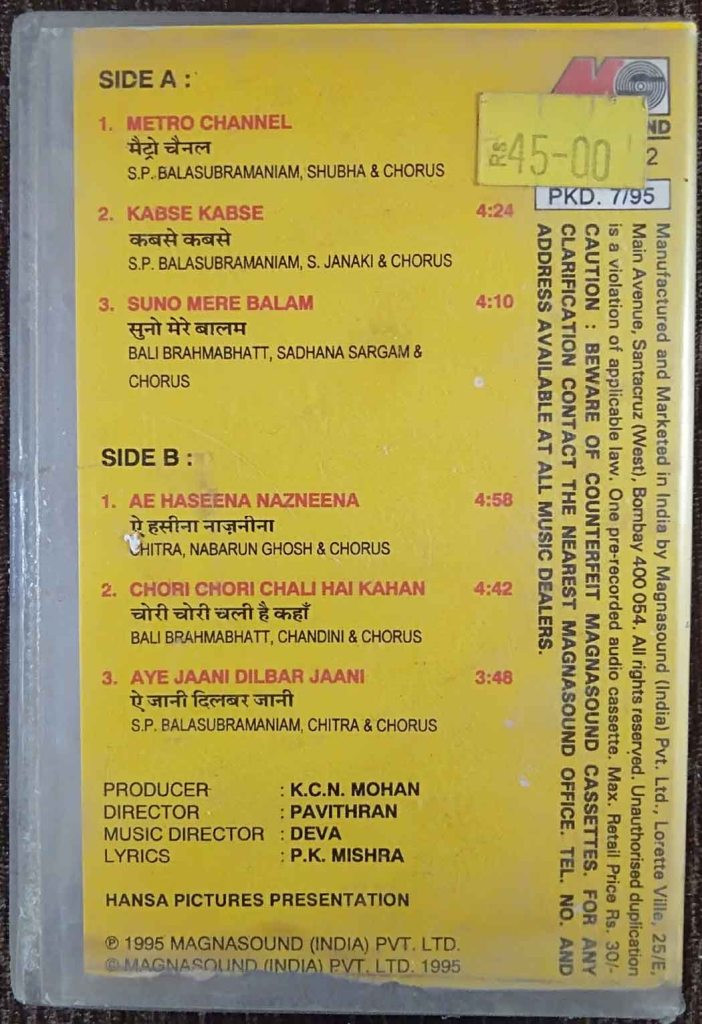 SIDE A :
1. METRO CHANNEL
मैट्रो चैनल
S.P. BALASUBRAMANIAM, SHUBHA & CHORUS
2. KABSE KABSE 4:24
कबसे कबसे
S.P. BALASUBRAMANIAM, S. JANAKI & CHORUS
3. SUNO MERE BALAM 4:10
सुनो मेरे बालम
BALI BRAHMABHATT, SADHANA SARGAM &
CHORUS
SIDE B :
1. AE HASEENA NAZNEENA 4:58
ऐ हसीना नाज़नीना
CHITRA, NABARUN GHOSH & CHORUS
2. CHORI CHORI CHALI HAI KAHAN 4:42
चोरी चोरी चली है कहाँ
BALI BRAHMABHATT, CHANDINI & CHORUS
3. AYE JAANI DILBAR JAANI 3:48
ऐ जानी दिलबर जानी
S.P. BALASUBRAMANIAM, CHITRA & CHORUS
PRODUCER : K.C.N. MOHAN
DIRECTOR : PAVITHRAN
MUSIC DIRECTOR : DEVA
LYRICS : P.K. MISHRA
HANSA PICTURES PRESENTATION
℗ 1995 MAGNASOUND (INDIA) PVT. LTD.
© MAGNASOUND (INDIA) PVT. LTD. 1995
ND
Rs 45-00
2
PKD. 7/95
Manufactured and Marketed in India by Magnasound (India) Pvt. Ltd., Lorette Ville, 25/E,
Main Avenue, Santacruz (West), Bombay 400 054. All rights reserved. Unauthorised duplication
is a violation of applicable law. One pre-recorded audio cassette. Max. Retail Price Rs. 30/-
CAUTION : BEWARE OF COUNTERFEIT MAGNASOUND CASSETTES. FOR ANY
CLARIFICATION CONTACT THE NEAREST MAGNASOUND OFFICE. TEL. NO. AND
ADDRESS AVAILABLE AT ALL MUSIC DEALERS.